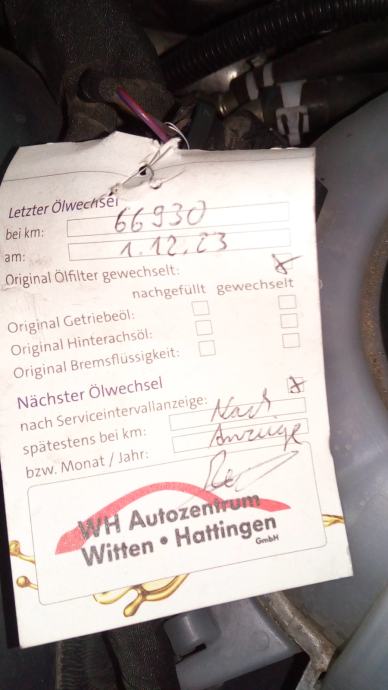 Letzter Ölwechsel
bei km: 66930
am: 1.12.23
Original Ölfilter gewechselt: x
nachgefüllt gewechselt
Original Getriebeöl:
Original Hinterachsöl:
Original Bremsflüssigkeit:
Nächster Ölwechsel
nach Serviceintervallanzeige: x
spätestens bei km: Nach
bzw. Monat / Jahr: Anzeige
WH Autozentrum
Witten • Hattingen
GmbH